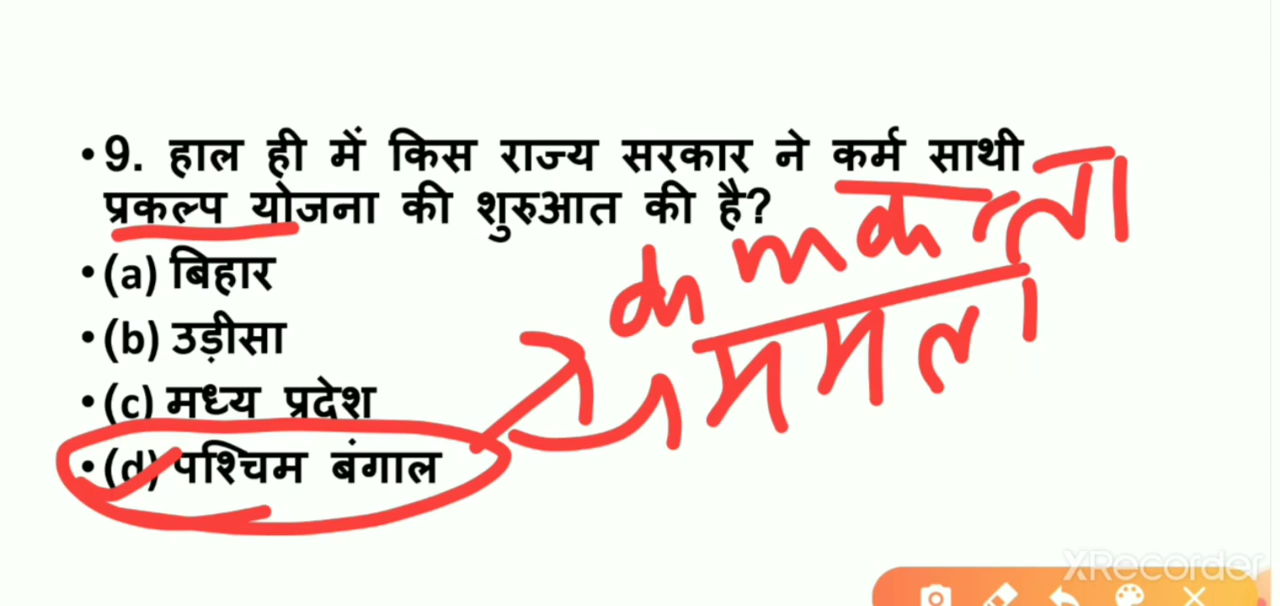 •9. हाल ही में किस राज्य सरकार ने कर्म साथी
प्रकल्प योजना की शुरुआत की है?
•(a) बिहार
•(b) उड़ीसा
•(c) मध्य प्रदेश
•(d) पश्चिम बंगाल
ममता
XRecorder